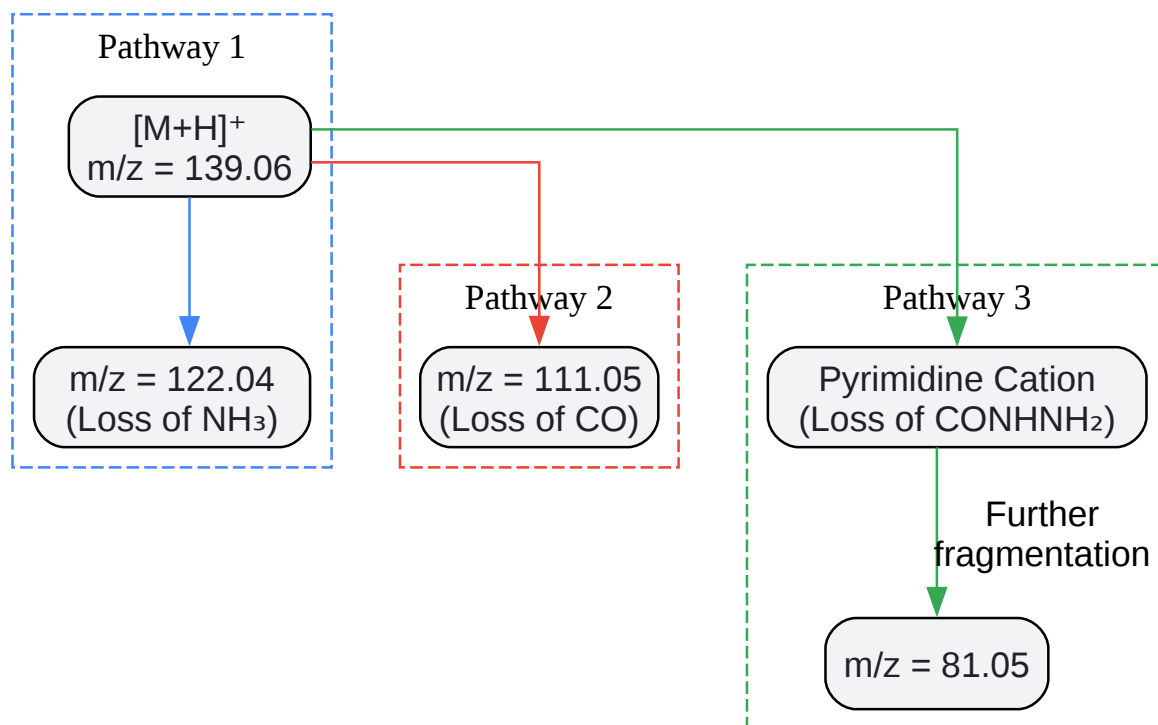 Pathway 1
[M+H]⁺
m/z = 139.06
Pathway 2
Pathway 3
m/z = 122.04
(Loss of NH₃)
m/z = 111.05
(Loss of CO)
Pyrimidine Cation
(Loss of CONHNH₂)
Further
fragmentation
m/z = 81.05